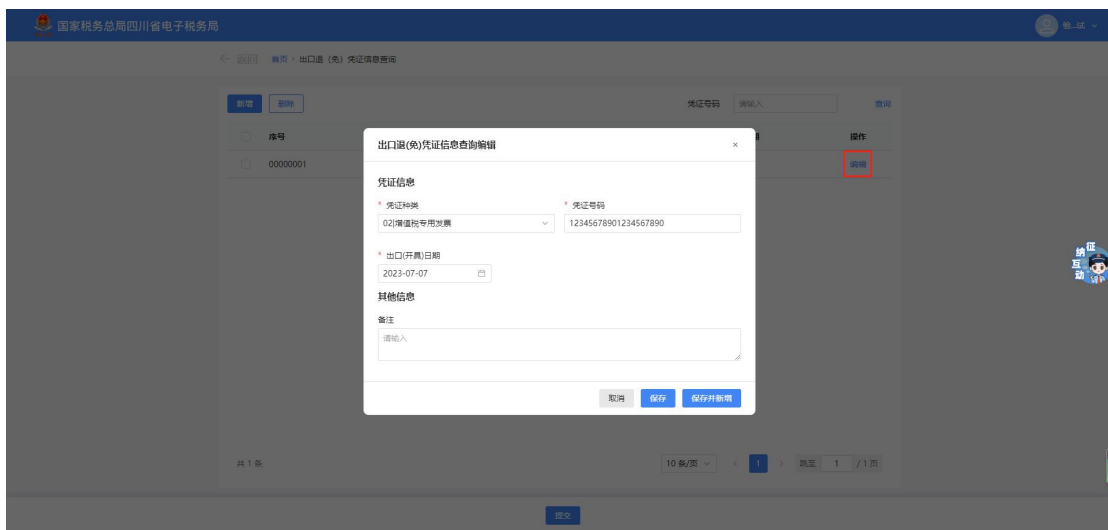 国家税务总局四川省电子税务局
返回 首页 › 出口退（免）凭证信息查询
新增 删除 凭证号码 请输入 查询
序号 操作
00000001 编辑
出口退(免)凭证信息查询编辑 ×
凭证信息
* 凭证种类 * 凭证号码
02|增值税专用发票 12345678901234567890
* 出口(开具)日期
2023-07-07
其他信息
备注
请输入
取消 保存 保存并新增
征纳互动
共 1 条 10 条/页 ‹ 1 › 跳至 1 / 1 页
提交